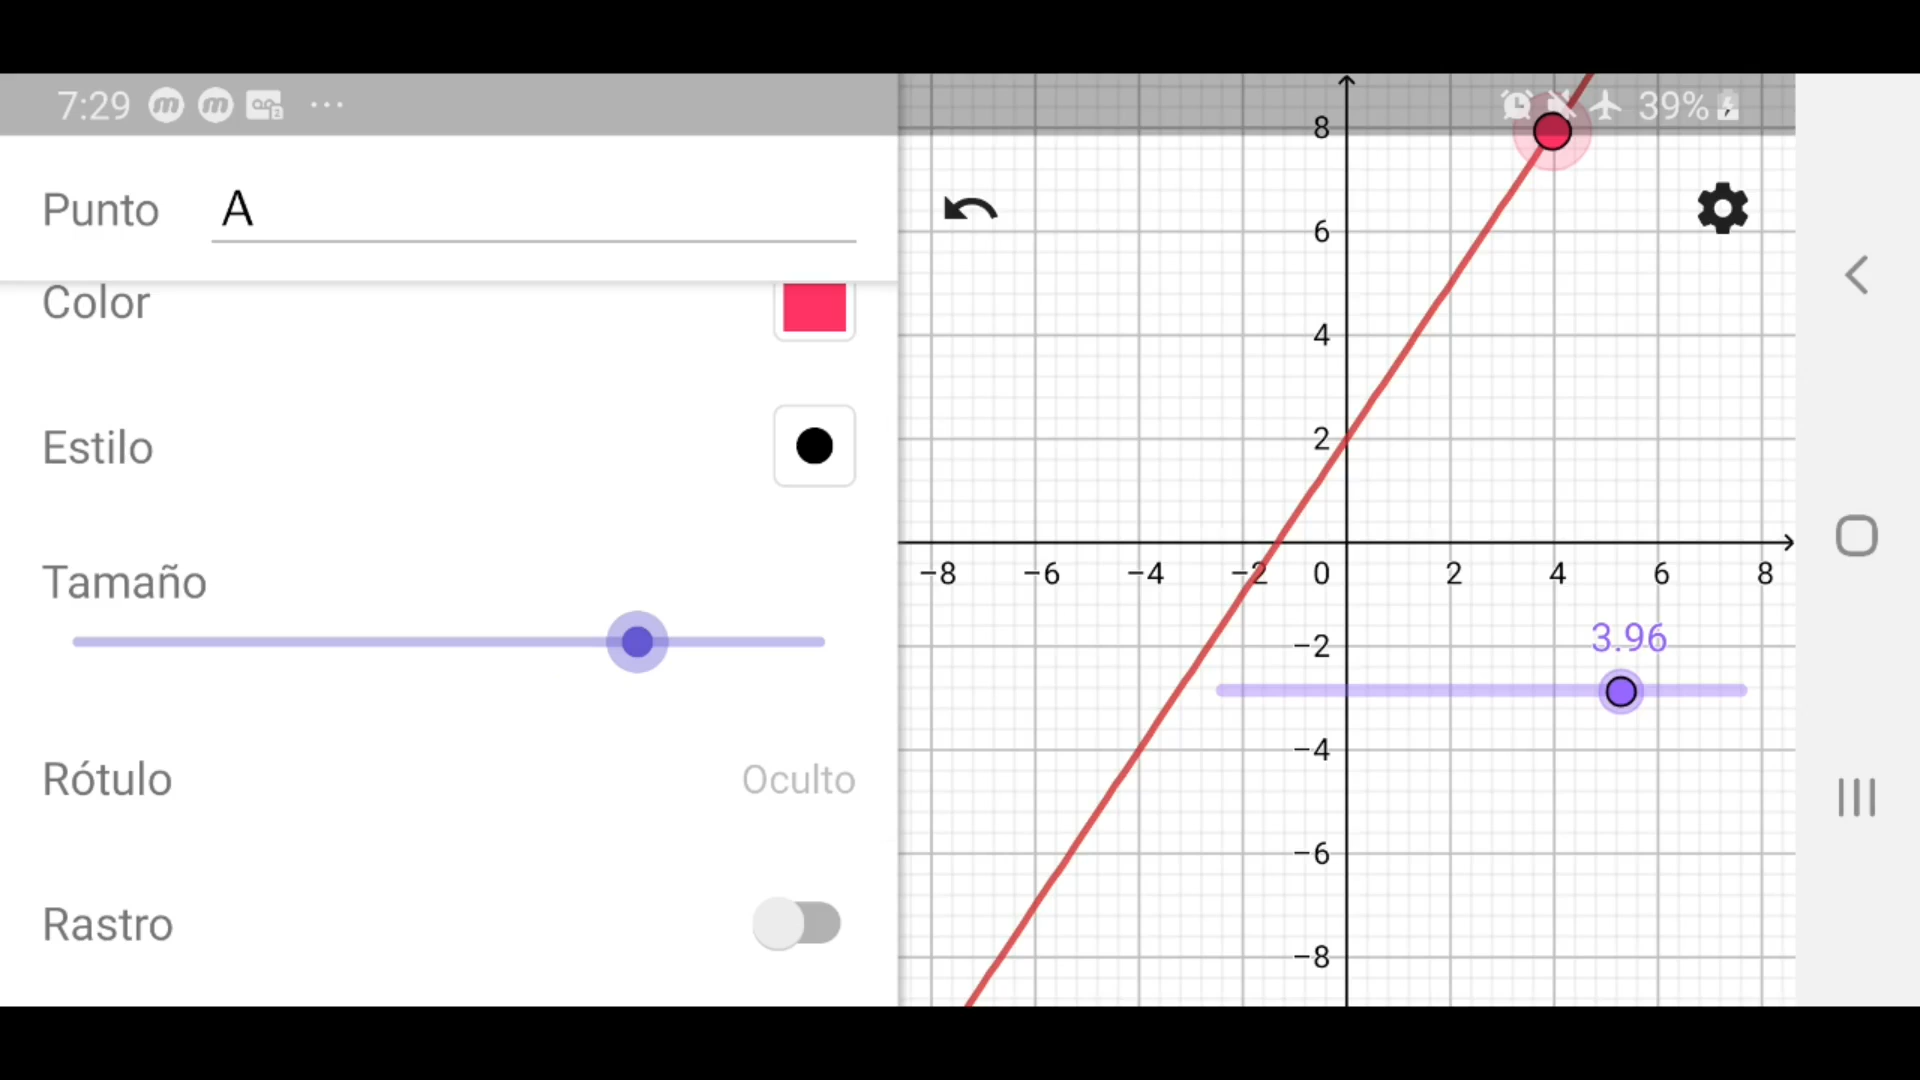 7:29
39%
Punto A
Color
Estilo
Tamaño
Rótulo Oculto
Rastro
8
6
4
2
−8 −6 −4 −2 0 2 4 6 8
3.96
−2
−4
−6
−8